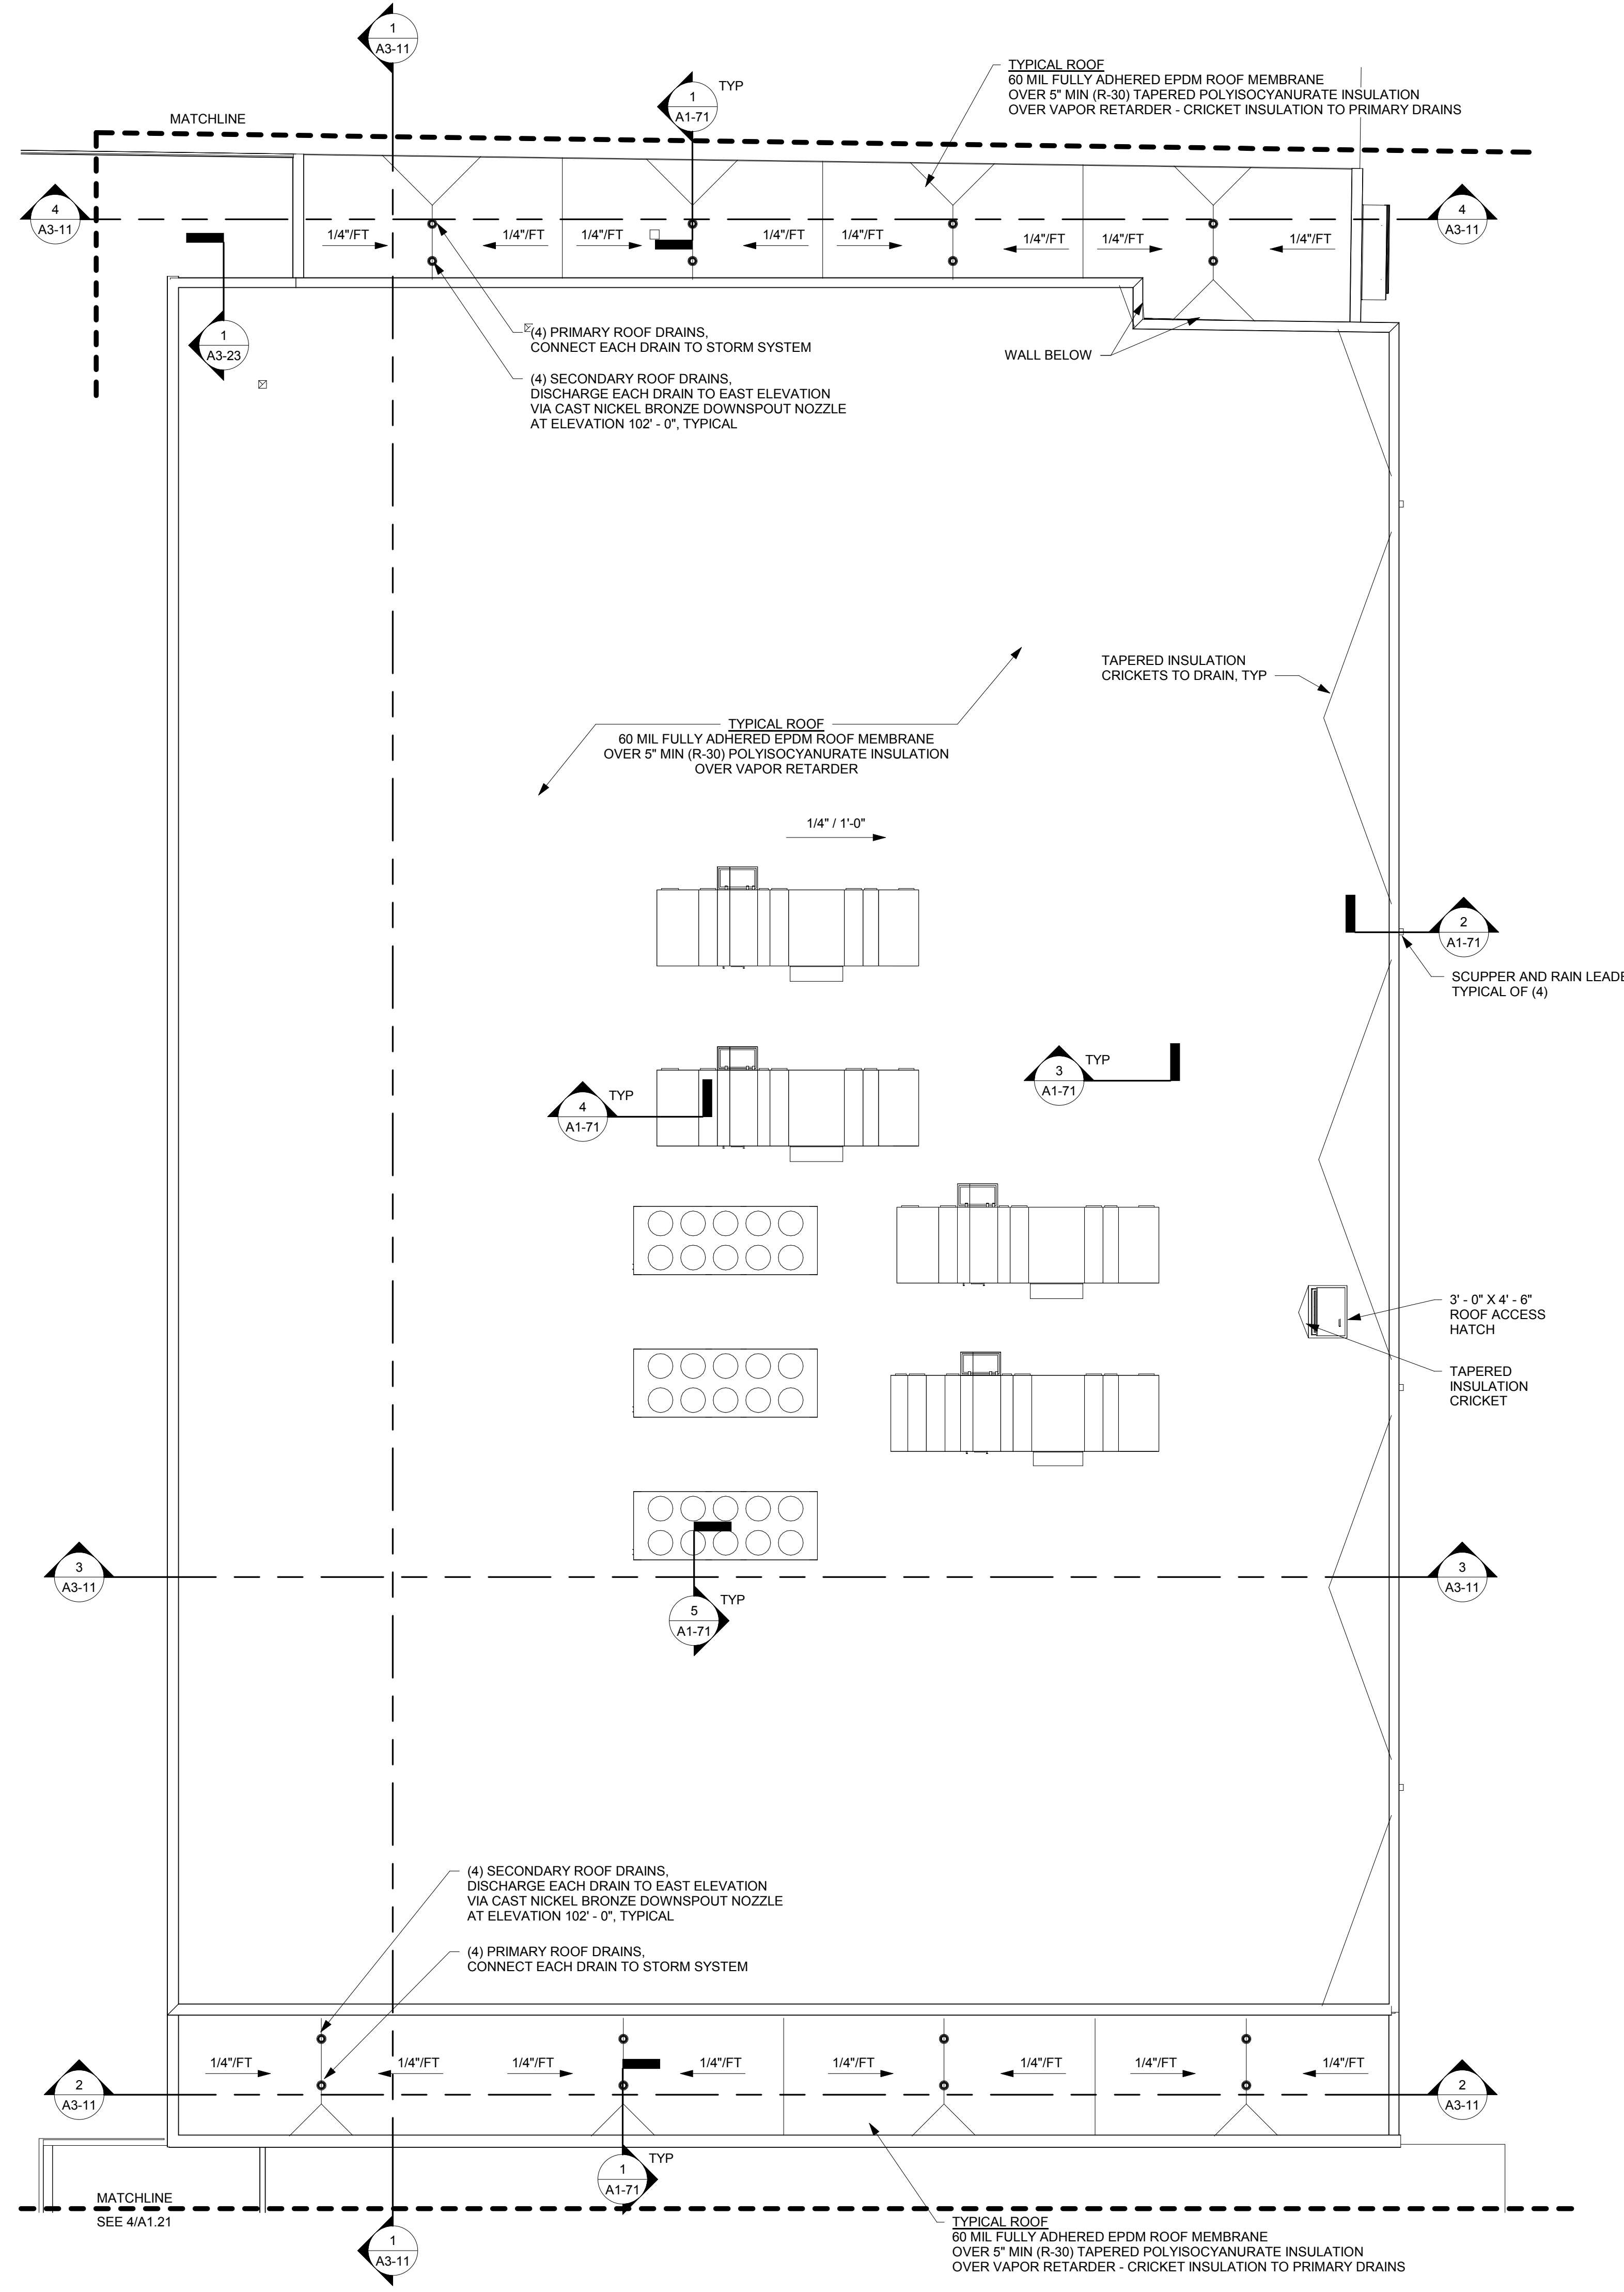 1
A3-11
TYPICAL ROOF
60 MIL FULLY ADHERED EPDM ROOF MEMBRANE
OVER 5" MIN (R-30) TAPERED POLYISOCYANURATE INSULATION
OVER VAPOR RETARDER - CRICKET INSULATION TO PRIMARY DRAINS
1
A1-71
TYP
MATCHLINE
4
A3-11
4
A3-11
1/4"/FT
1/4"/FT
1/4"/FT
1/4"/FT
1/4"/FT
1/4"/FT
1/4"/FT
1/4"/FT
1
A3-23
(4) PRIMARY ROOF DRAINS,
CONNECT EACH DRAIN TO STORM SYSTEM
WALL BELOW
(4) SECONDARY ROOF DRAINS,
DISCHARGE EACH DRAIN TO EAST ELEVATION
VIA CAST NICKEL BRONZE DOWNSPOUT NOZZLE
AT ELEVATION 102' - 0", TYPICAL
TAPERED INSULATION
CRICKETS TO DRAIN, TYP
TYPICAL ROOF
60 MIL FULLY ADHERED EPDM ROOF MEMBRANE
OVER 5" MIN (R-30) POLYISOCYANURATE INSULATION
OVER VAPOR RETARDER
1/4" / 1'-0"
2
A1-71
SCUPPER AND RAIN LEADE
TYPICAL OF (4)
3
A1-71
TYP
4
A1-71
TYP
3' - 0" X 4' - 6"
ROOF ACCESS
HATCH
TAPERED
INSULATION
CRICKET
3
A3-11
3
A3-11
5
A1-71
TYP
(4) SECONDARY ROOF DRAINS,
DISCHARGE EACH DRAIN TO EAST ELEVATION
VIA CAST NICKEL BRONZE DOWNSPOUT NOZZLE
AT ELEVATION 102' - 0", TYPICAL
(4) PRIMARY ROOF DRAINS,
CONNECT EACH DRAIN TO STORM SYSTEM
1/4"/FT
1/4"/FT
1/4"/FT
1/4"/FT
1/4"/FT
1/4"/FT
1/4"/FT
1/4"/FT
2
A3-11
2
A3-11
1
A1-71
TYP
MATCHLINE
SEE 4/A1.21
1
A3-11
TYPICAL ROOF
60 MIL FULLY ADHERED EPDM ROOF MEMBRANE
OVER 5" MIN (R-30) TAPERED POLYISOCYANURATE INSULATION
OVER VAPOR RETARDER - CRICKET INSULATION TO PRIMARY DRAINS